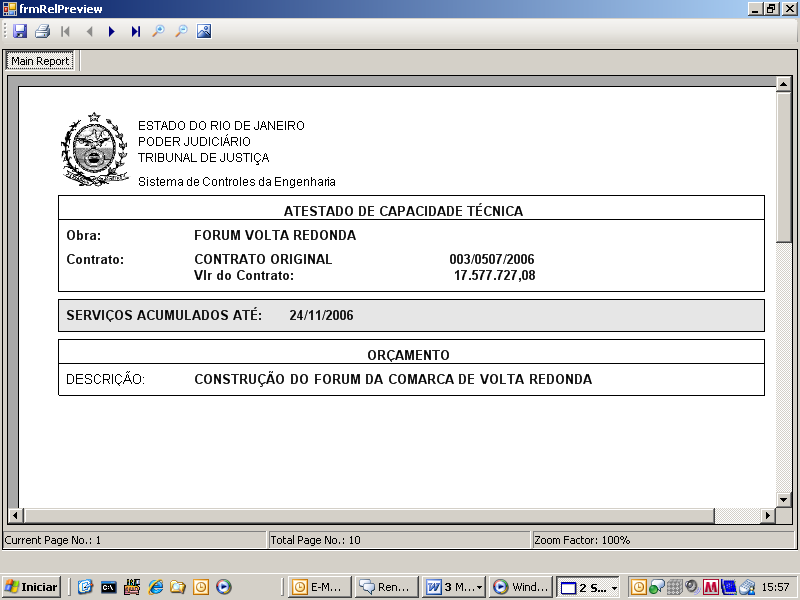 frmRelPreview
Main Report
ESTADO DO RIO DE JANEIRO
PODER JUDICIÁRIO
TRIBUNAL DE JUSTIÇA
Sistema de Controles da Engenharia
ATESTADO DE CAPACIDADE TÉCNICA
Obra: FORUM VOLTA REDONDA
Contrato: CONTRATO ORIGINAL 003/0507/2006
Vlr do Contrato: 17.577.727,08
SERVIÇOS ACUMULADOS ATÉ: 24/11/2006
ORÇAMENTO
DESCRIÇÃO: CONSTRUÇÃO DO FORUM DA COMARCA DE VOLTA REDONDA
Current Page No.: 1 Total Page No.: 10 Zoom Factor: 100%
Iniciar E-M... Ren... 3 M... Wind... 2 S... 15:57